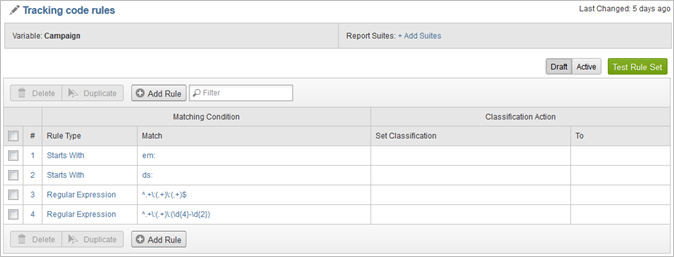 Tracking code rules
Last Changed: 5 days ago
Variable: Campaign Report Suites: + Add Suites
Draft Active Test Rule Set
Delete Duplicate Add Rule Filter
Matching Condition Classification Action
# Rule Type Match Set Classification To
1 Starts With em:
2 Starts With ds:
3 Regular Expression ^.+\:(.+)\:(.+)$
4 Regular Expression ^.+\:(.+)\:(\d{4}-\d{2})
Delete Duplicate Add Rule